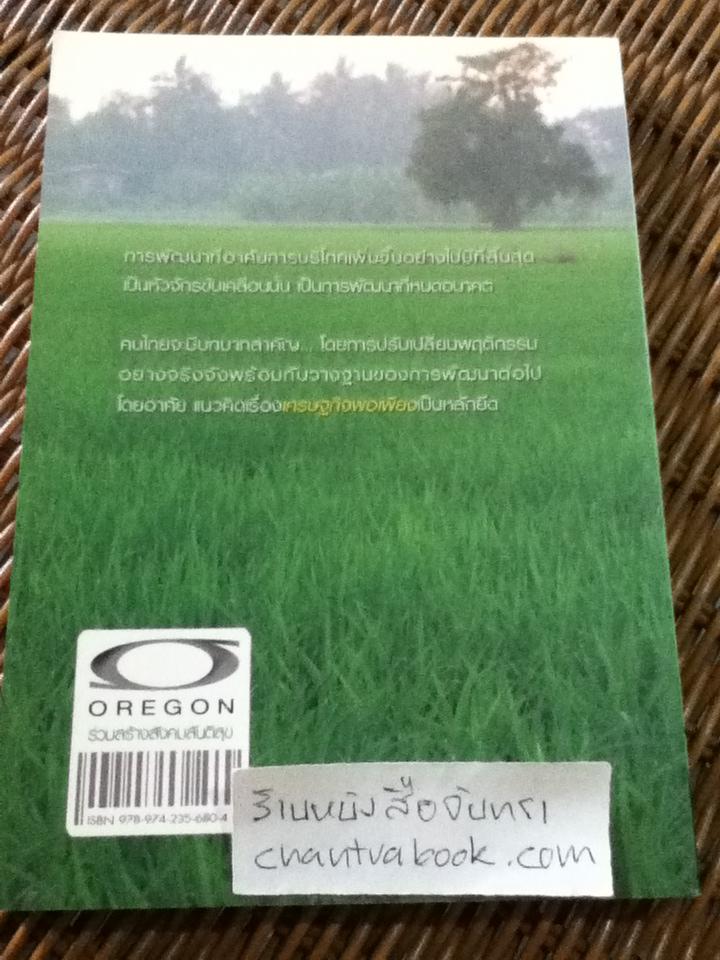 การพัฒนาที่อาศัยการบริโภคเพิ่มขึ้นอย่างไม่มีที่สิ้นสุด
เป็นหัวจักรขับเคลื่อนนั้น เป็นการพัฒนาที่หมดอนาคต
คนไทยจะมีบทบาทสำคัญ... โดยการปรับเปลี่ยนพฤติกรรม
อย่างจริงจังพร้อมกับวางฐานของการพัฒนาต่อไป
โดยอาศัย แนวคิดเรื่องเศรษฐกิจพอเพียงเป็นหลักยึด
OREGON
ร่วมสร้างสังคมสันติสุข
ISBN 978-974-235-680-4
ร้านหนังสือจันทรา
chantrabook.com